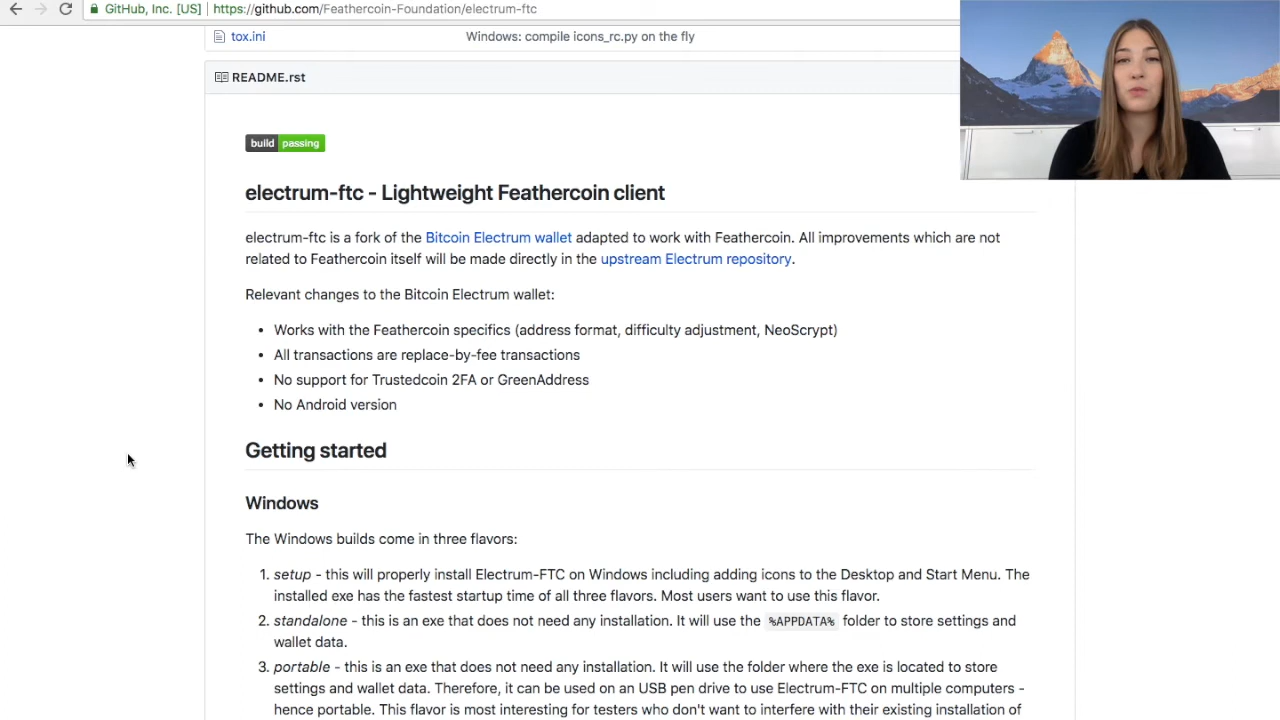 GitHub, Inc. [US] | https://github.com/Feathercoin-Foundation/electrum-ftc
tox.ini Windows: compile icons_rc.py on the fly
README.rst
build passing
electrum-ftc - Lightweight Feathercoin client
electrum-ftc is a fork of the Bitcoin Electrum wallet adapted to work with Feathercoin. All improvements which are not
related to Feathercoin itself will be made directly in the upstream Electrum repository.
Relevant changes to the Bitcoin Electrum wallet:
• Works with the Feathercoin specifics (address format, difficulty adjustment, NeoScrypt)
• All transactions are replace-by-fee transactions
• No support for Trustedcoin 2FA or GreenAddress
• No Android version
Getting started
Windows
The Windows builds come in three flavors:
1. setup - this will properly install Electrum-FTC on Windows including adding icons to the Desktop and Start Menu. The
installed exe has the fastest startup time of all three flavors. Most users want to use this flavor.
2. standalone - this is an exe that does not need any installation. It will use the %APPDATA% folder to store settings and
wallet data.
3. portable - this is an exe that does not need any installation. It will use the folder where the exe is located to store
settings and wallet data. Therefore, it can be used on an USB pen drive to use Electrum-FTC on multiple computers -
hence portable. This flavor is most interesting for testers who don't want to interfere with their existing installation of